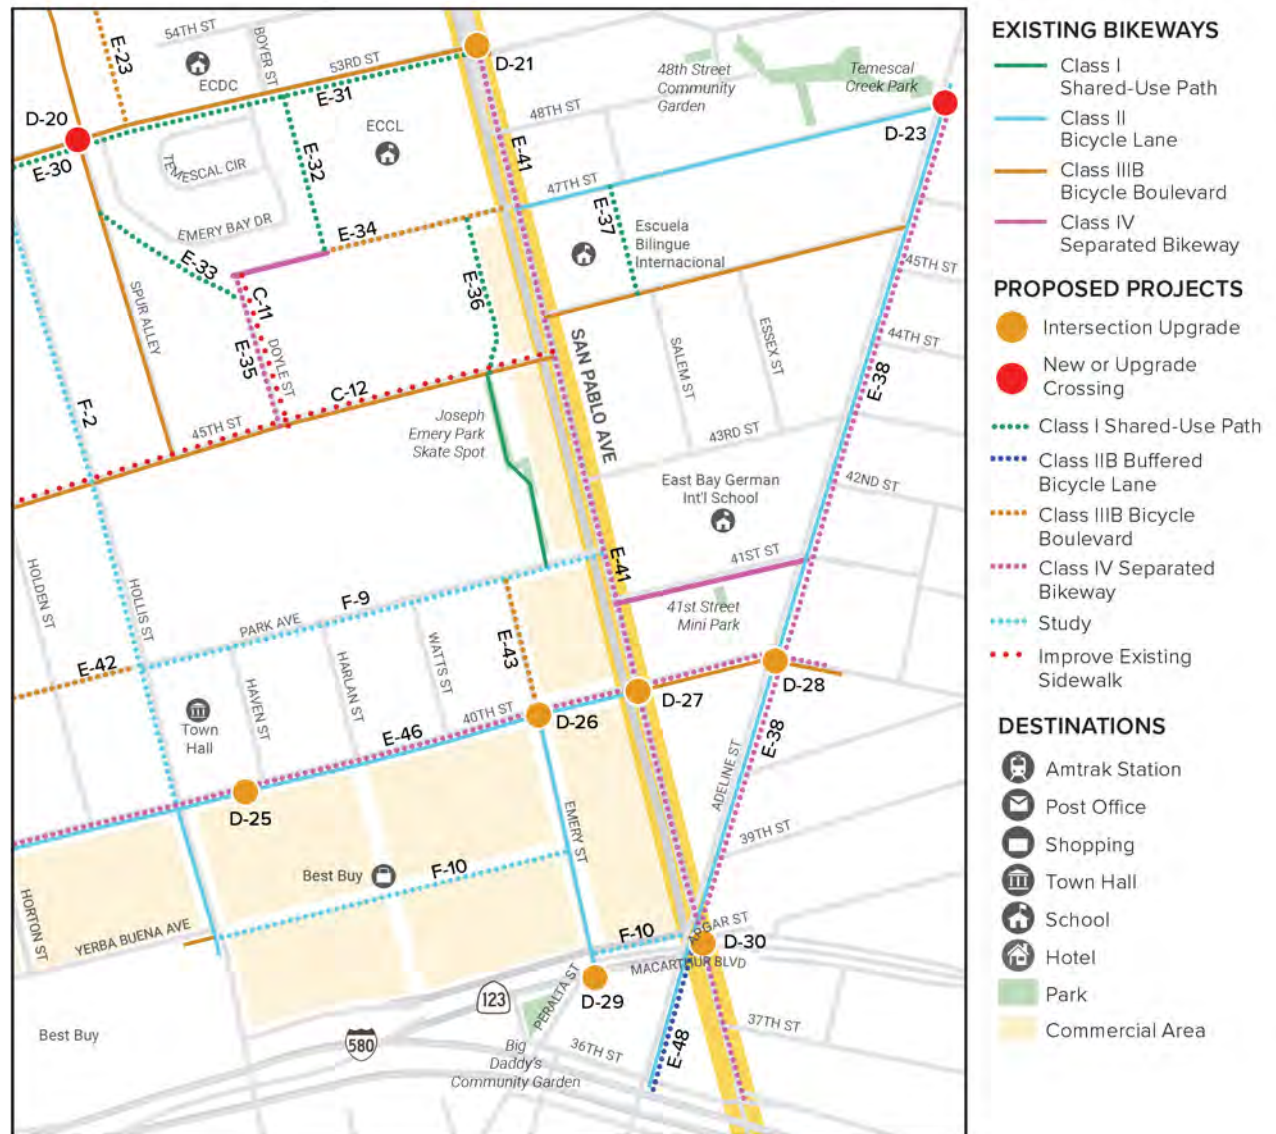 54TH ST
BOYER ST
E-23
ECDC
53RD ST
E-31
D-21
D-20
E-30
TEMESCAL CIR
E-32
ECCL
EMERY BAY DR
E-33
E-34
48th Street
Community
Garden
Temescal
Creek Park
48TH ST
D-23
E-41
47TH ST
E-37
Escuela
Bilingue
Internacional
45TH ST
SPUR ALLEY
C-11
E-35
DOYLE ST
E-36
SAN PABLO AVE
SALEM ST
ESSEX ST
44TH ST
E-38
F-2
C-12
45TH ST
Joseph
Emery Park
Skate Spot
43RD ST
East Bay German
Int'l School
42ND ST
HOLDEN ST
HOLLIS ST
F-9
PARK AVE
E-41
41ST ST
41st Street
Mini Park
E-42
HAVEN ST
HARLAN ST
WATTS ST
E-43
Town
Hall
40TH ST
D-26
D-27
D-28
E-46
E-38
D-25
ADELINE ST
EMERY ST
39TH ST
Best Buy
F-10
HORTON ST
YERBA BUENA AVE
F-10
ARGAR ST
D-30
MACARTHUR BLVD
D-29
123
PERALTA ST
580
Best Buy
36TH ST
37TH ST
E-48
Big
Daddy's
Community Garden
EXISTING BIKEWAYS
Class I
Shared-Use Path
Class II
Bicycle Lane
Class IIIB
Bicycle Boulevard
Class IV
Separated Bikeway
PROPOSED PROJECTS
Intersection Upgrade
New or Upgrade
Crossing
Class I Shared-Use Path
Class IIB Buffered
Bicycle Lane
Class IIIB Bicycle
Boulevard
Class IV Separated
Bikeway
Study
Improve Existing
Sidewalk
DESTINATIONS
Amtrak Station
Post Office
Shopping
Town Hall
School
Hotel
Park
Commercial Area